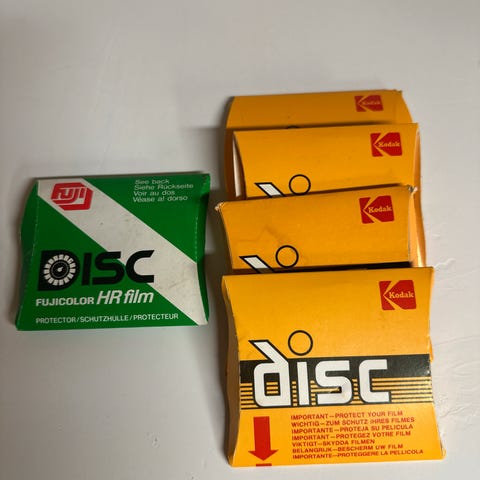 FUJI
See back
Siehe Rückseite
Voir au dos
Véase al dorso
DISC
FUJICOLOR HR film
PROTECTOR/SCHUTZHÜLLE/PROTECTEUR
Kodak
Kodak
Kodak
Kodak
disc
IMPORTANT—PROTECT YOUR FILM
WICHTIG—ZUM SCHUTZ IHRES FILMES
IMPORTANTE—PROTEJA SU PELICULA
IMPORTANT—PROTEGEZ VOTRE FILM
VIKTIGT—SKYDDA FILMEN
BELANGRIJK—BESCHERM UW FILM
IMPORTANTE—PROTEGGERE LA PELLICOLA